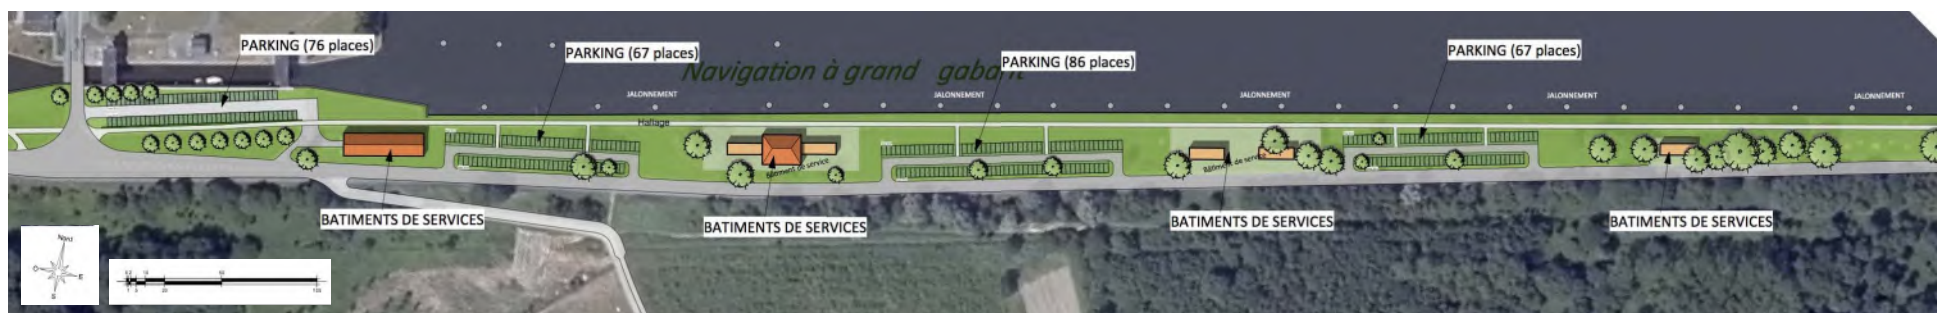 PARKING (76 places)
PARKING (67 places)
PARKING (86 places)
PARKING (67 places)
Navigation à grand gabarit
JALONNEMENT
JALONNEMENT
JALONNEMENT
JALONNEMENT
JALONNEMENT
Hallage
Bâtiment de service
Bâtiment de service
BATIMENTS DE SERVICES
BATIMENTS DE SERVICES
BATIMENTS DE SERVICES
BATIMENTS DE SERVICES
Nord
O
E
S